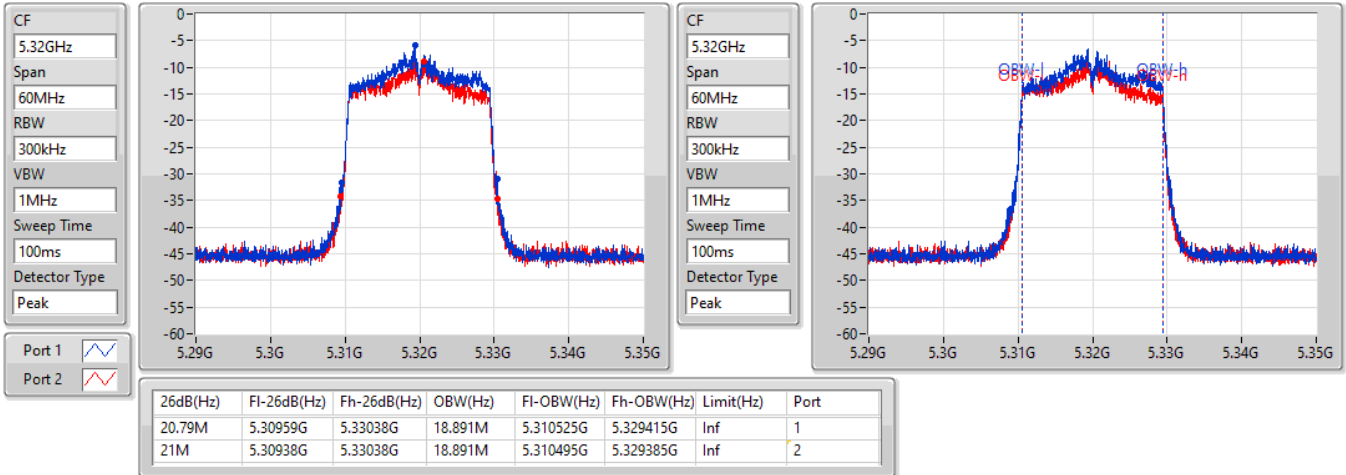 CF
5.32GHz
Span
60MHz
RBW
300kHz
VBW
1MHz
Sweep Time
100ms
Detector Type
Peak
0
-5
-10
-15
-20
-25
-30
-35
-40
-45
-50
-55
-60
5.29G 5.3G 5.31G 5.32G 5.33G 5.34G 5.35G
CF
5.32GHz
Span
60MHz
RBW
300kHz
VBW
1MHz
Sweep Time
100ms
Detector Type
Peak
0
-5
-10
-15
-20
-25
-30
-35
-40
-45
-50
-55
-60
OBW-l OBW-h
OBW-l OBW-h
5.29G 5.3G 5.31G 5.32G 5.33G 5.34G 5.35G
Port 1
Port 2
26dB(Hz) Fl-26dB(Hz) Fh-26dB(Hz) OBW(Hz) Fl-OBW(Hz) Fh-OBW(Hz) Limit(Hz) Port
20.79M 5.30959G 5.33038G 18.891M 5.310525G 5.329415G Inf 1
21M 5.30938G 5.33038G 18.891M 5.310495G 5.329385G Inf 2